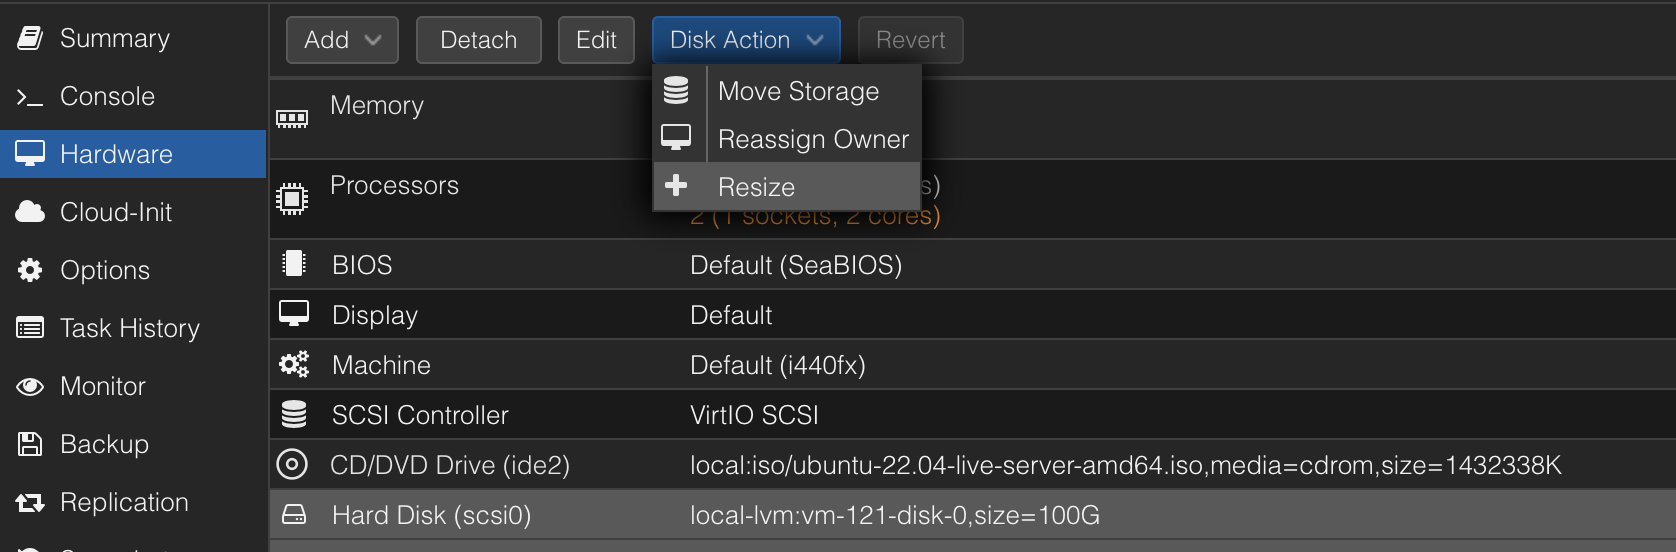 Summary
Console
Hardware
Cloud-Init
Options
Task History
Monitor
Backup
Replication
Add
Detach
Edit
Disk Action
Revert
Move Storage
Reassign Owner
Resize
Memory
Processors
s)
2 (1 sockets, 2 cores)
BIOS Default (SeaBIOS)
Display Default
Machine Default (i440fx)
SCSI Controller VirtIO SCSI
CD/DVD Drive (ide2) local:iso/ubuntu-22.04-live-server-amd64.iso,media=cdrom,size=1432338K
Hard Disk (scsi0) local-lvm:vm-121-disk-0,size=100G